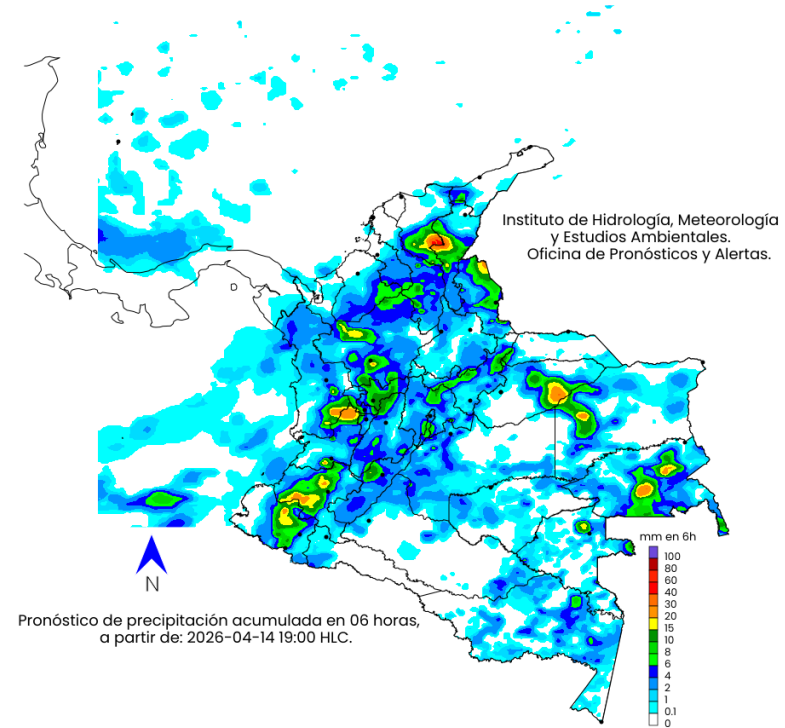 Instituto de Hidrología, Meteorología
y Estudios Ambientales.
Oficina de Pronósticos y Alertas.
mm en 6h
100
80
60
40
30
20
15
10
8
6
4
2
1
0.1
0
N
Pronóstico de precipitación acumulada en 06 horas,
a partir de: 2026-04-14 19:00 HLC.